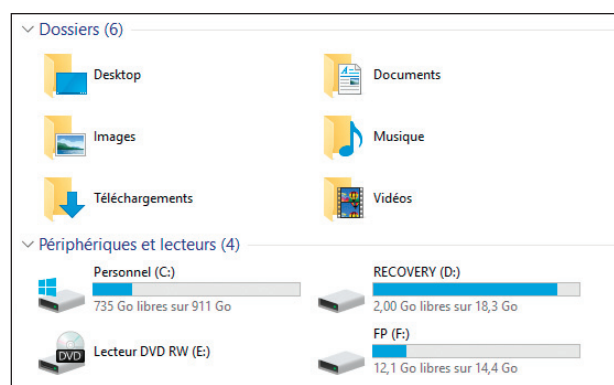 Dossiers (6)
Desktop
Documents
Images
Musique
Téléchargements
Vidéos
Périphériques et lecteurs (4)
Personnel (C:)
735 Go libres sur 911 Go
RECOVERY (D:)
2,00 Go libres sur 18,3 Go
DVD
Lecteur DVD RW (E:)
FP (F:)
12,1 Go libres sur 14,4 Go